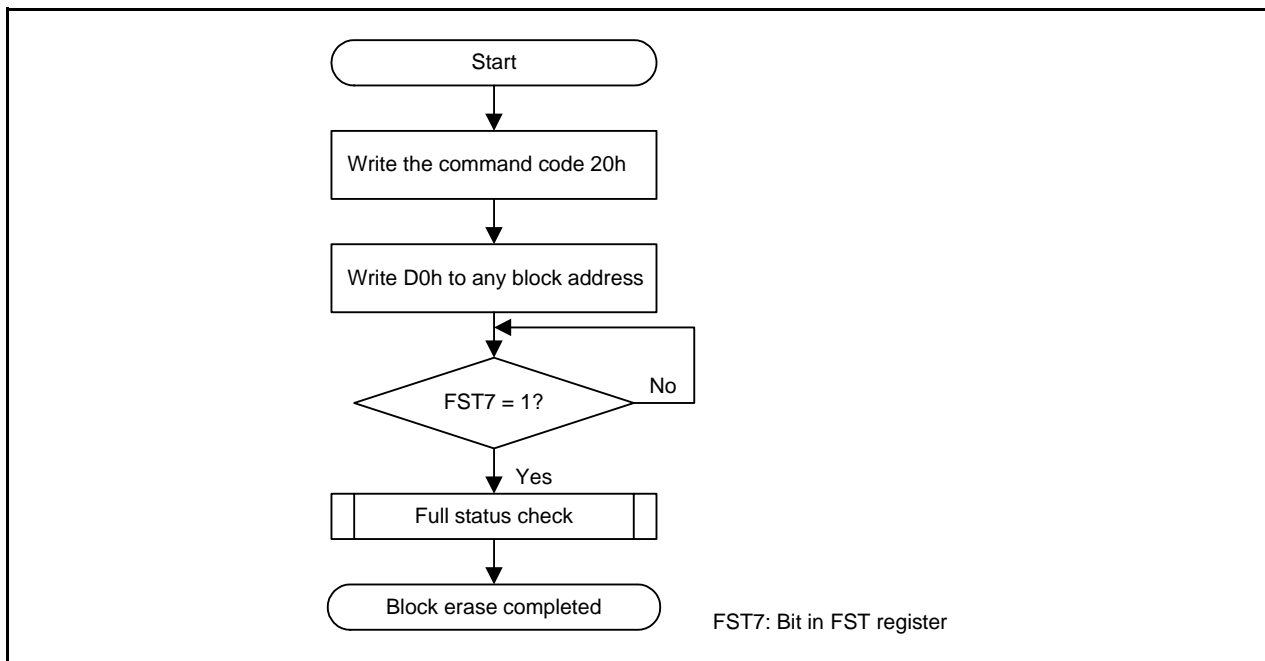 Start
Write the command code 20h
Write D0h to any block address
No
FST7 = 1?
Yes
Full status check
Block erase completed
FST7: Bit in FST register